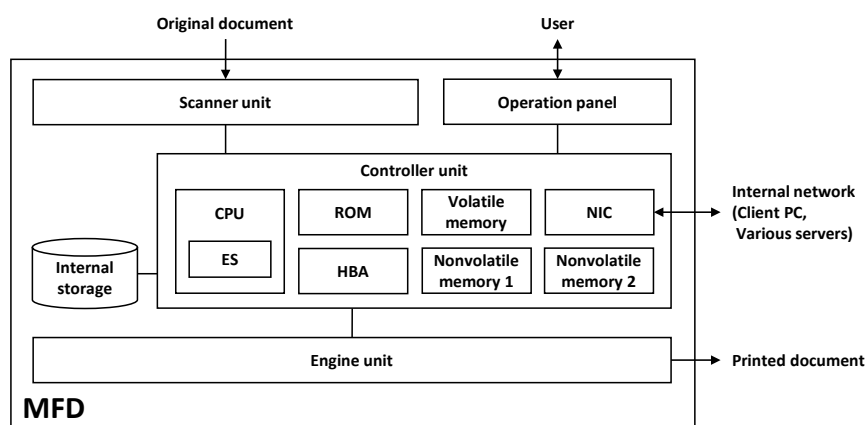 Original document
User
Scanner unit
Operation panel
Controller unit
CPU
ROM
Volatile
memory
NIC
Internal network
(Client PC,
Various servers)
ES
HBA
Nonvolatile
memory 1
Nonvolatile
memory 2
Internal
storage
Engine unit
Printed document
MFD